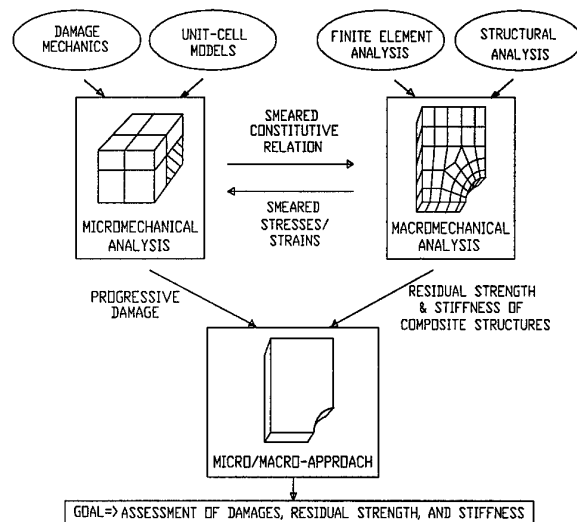 DAMAGE
MECHANICS
UNIT-CELL
MODELS
FINITE ELEMENT
ANALYSIS
STRUCTURAL
ANALYSIS
SMEARED
CONSTITUTIVE
RELATION
SMEARED
STRESSES/
STRAINS
MICROMECHANICAL
ANALYSIS
MACROMECHANICAL
ANALYSIS
PROGRESSIVE
DAMAGE
RESIDUAL STRENGTH
& STIFFNESS OF
COMPOSITE STRUCTURES
MICRO/MACRO-APPROACH
GOAL=> ASSESSMENT OF DAMAGES, RESIDUAL STRENGTH, AND STIFFNESS